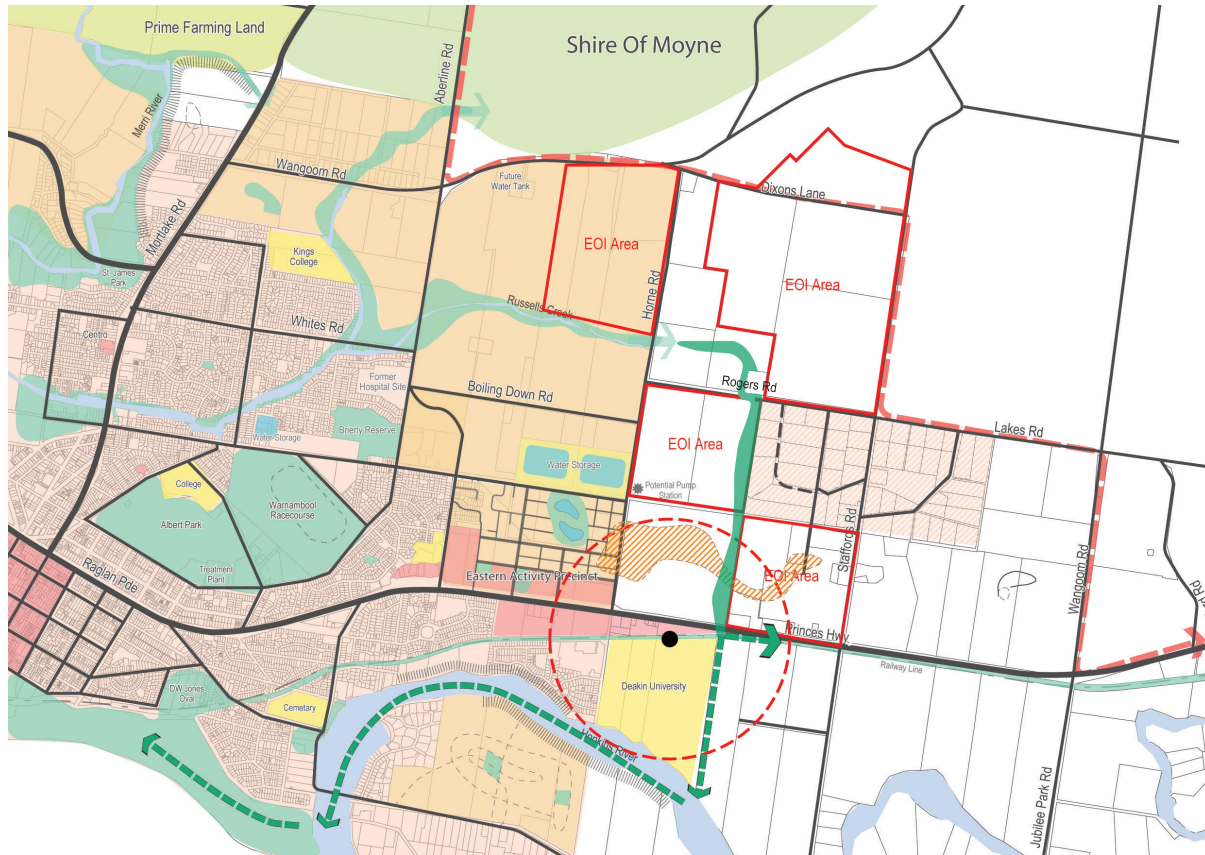 Prime Farming Land
Shire Of Moyne
Aberline Rd
Merri River
Mortlake Rd
Wangoom Rd
Future
Water Tank
Dixons Lane
EOI Area
Kings
College
St. James
Park
Horne Rd
EOI Area
Russells Creek
Whites Rd
Centro
Former
Hospital Site
Boiling Down Rd
Rogers Rd
Lakes Rd
Water Storage
Brierty Reserve
EOI Area
Water Storage
College
Potential Pump
Station
Warnambool
Racecourse
Albert Park
Staffords Rd
Treatment
Plant
Raglan Pde
Eastern Activity Precinct
EOI Area
Wangoom Rd
Princes Hwy
Railway Line
DW Jones
Oval
Deakin University
Cemetary
Hopkins River
Jubilee Park Rd